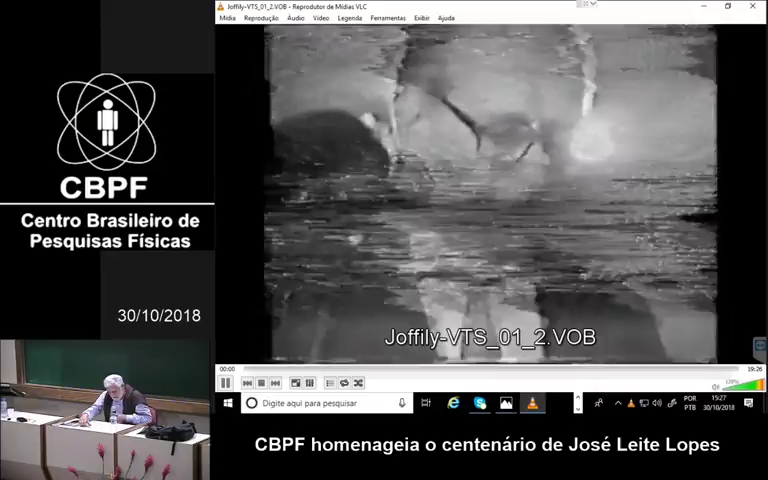 Joffily-VTS_01_2.VOB - Reprodutor de Mídias VLC
Mídia Reprodução Áudio Vídeo Legenda Ferramentas Exibir Ajuda
CBPF
Centro Brasileiro de
Pesquisas Físicas
30/10/2018
Joffily-VTS_01_2.VOB
00:00
19:26
Digite aqui para pesquisar
POR
PTB
15:27
30/10/2018
CBPF homenageia o centenário de José Leite Lopes